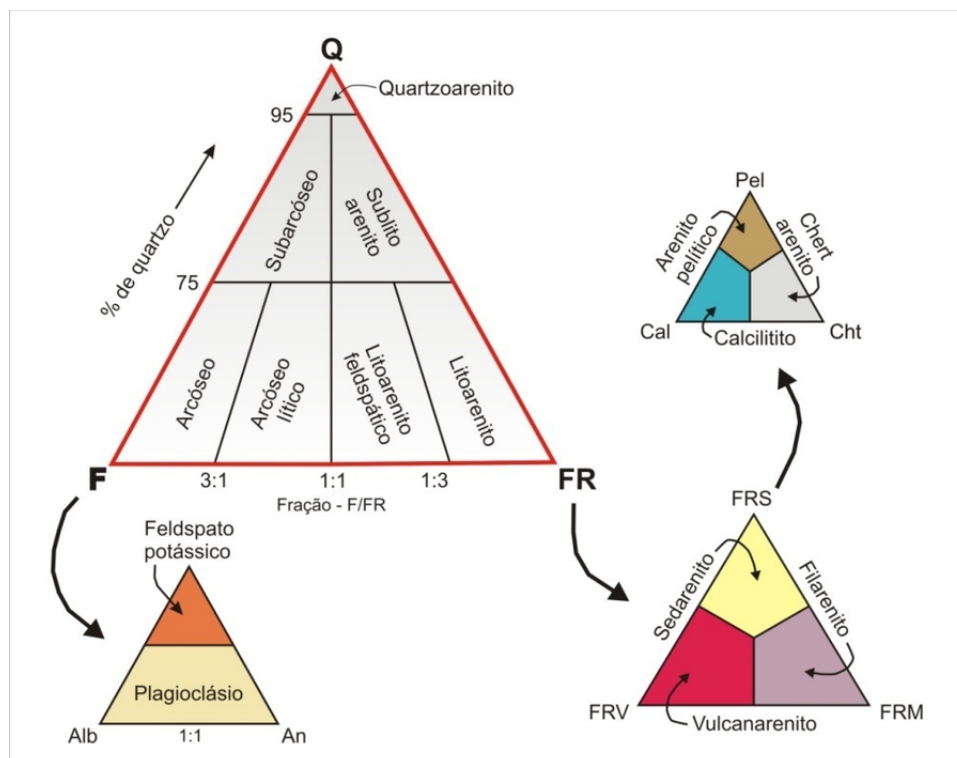 Q
Quartzoarenito
95
% de quartzo
Subarcóseo
Sublito
arenito
75
Arcóseo
Arcóseo
lítico
Litoarenito
feldspático
Litoarenito
F
3:1
1:1
1:3
FR
Fração - F/FR
Pel
Arenito
pelítico
Chert
arenito
Cal
Calcilitito
Cht
Feldspato
potássico
Plagioclásio
Alb
1:1
An
FRS
Sedarenito
Filarenito
FRV
Vulcanarenito
FRM